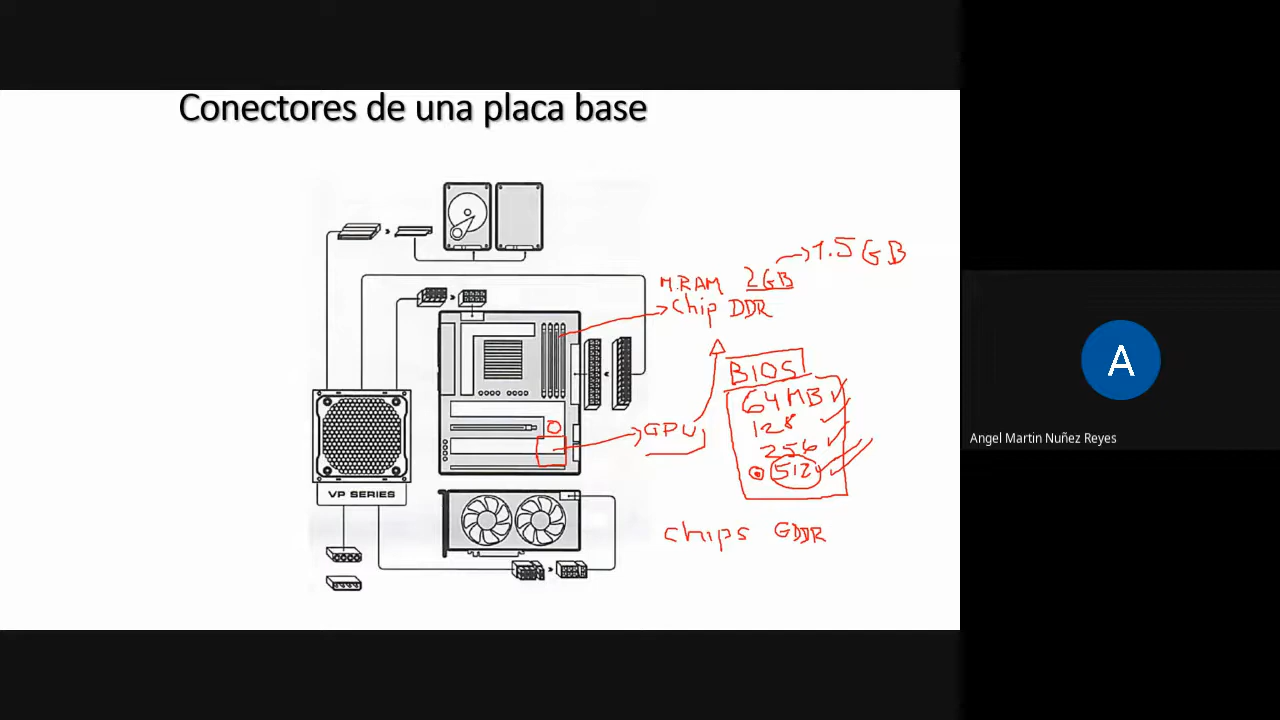 Conectores de una placa base
1.5 GB
M.RAM 2GB
chip DDR
BIOS
64MB
128
GPU
256
512
VP SERIES
chips GDDR
A
Angel Martin Nuñez Reyes